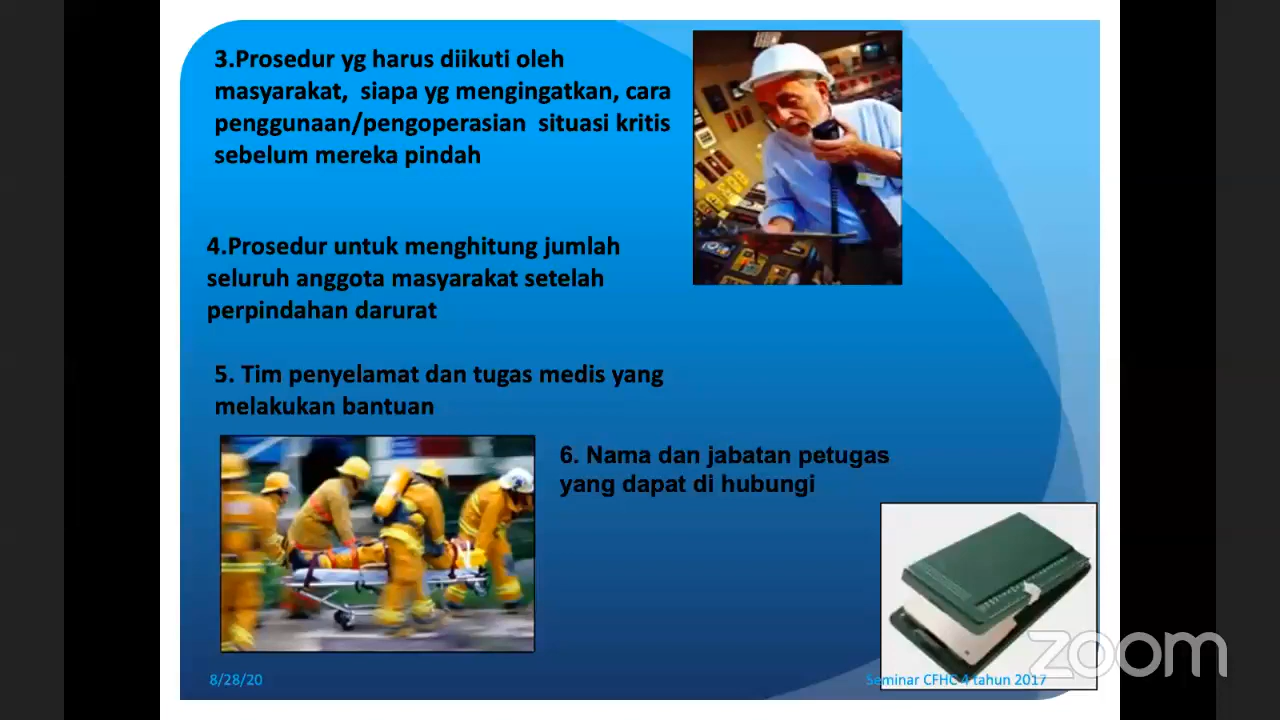 3.Prosedur yg harus diikuti oleh
masyarakat, siapa yg mengingatkan, cara
penggunaan/pengoperasian situasi kritis
sebelum mereka pindah
4.Prosedur untuk menghitung jumlah
seluruh anggota masyarakat setelah
perpindahan darurat
5. Tim penyelamat dan tugas medis yang
melakukan bantuan
6. Nama dan jabatan petugas
yang dapat di hubungi
zoom
8/28/20
Seminar CFHC 4 tahun 2017